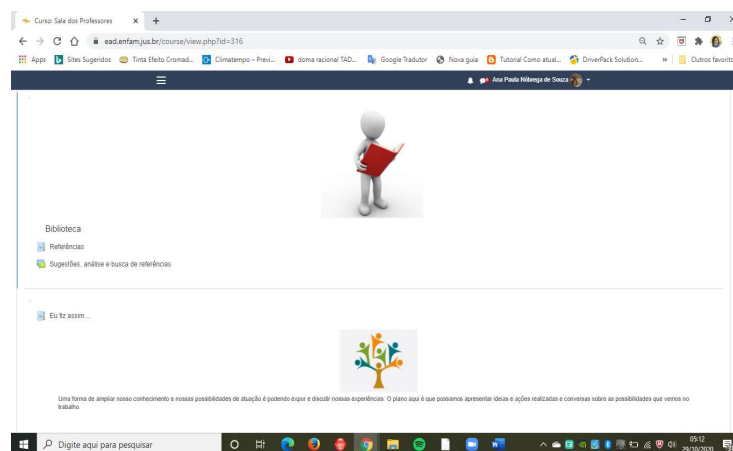 Curso: Sala dos Professores
ead.enfam.jus.br/course/view.php?id=316
Apps Sites Sugeridos Tinta Efeito Cromad... Climatempo – Previ... doma racional TAD... Google Tradutor Nova guia Tutorial Como atual... DriverPack Solution... » Outros favorito
Ana Paula Nóbrega de Souza
Biblioteca
Referências
Sugestões, análise e busca de referências
Eu fiz assim...
Uma forma de ampliar nosso conhecimento e nossas possibilidades de atuação é podendo expor e discutir nossas experiências. O plano aqui é que possamos apresentar ideias e ações realizadas e conversas sobre as possibilidades que vemos no
trabalho.
Digite aqui para pesquisar
05:12
29/10/2020